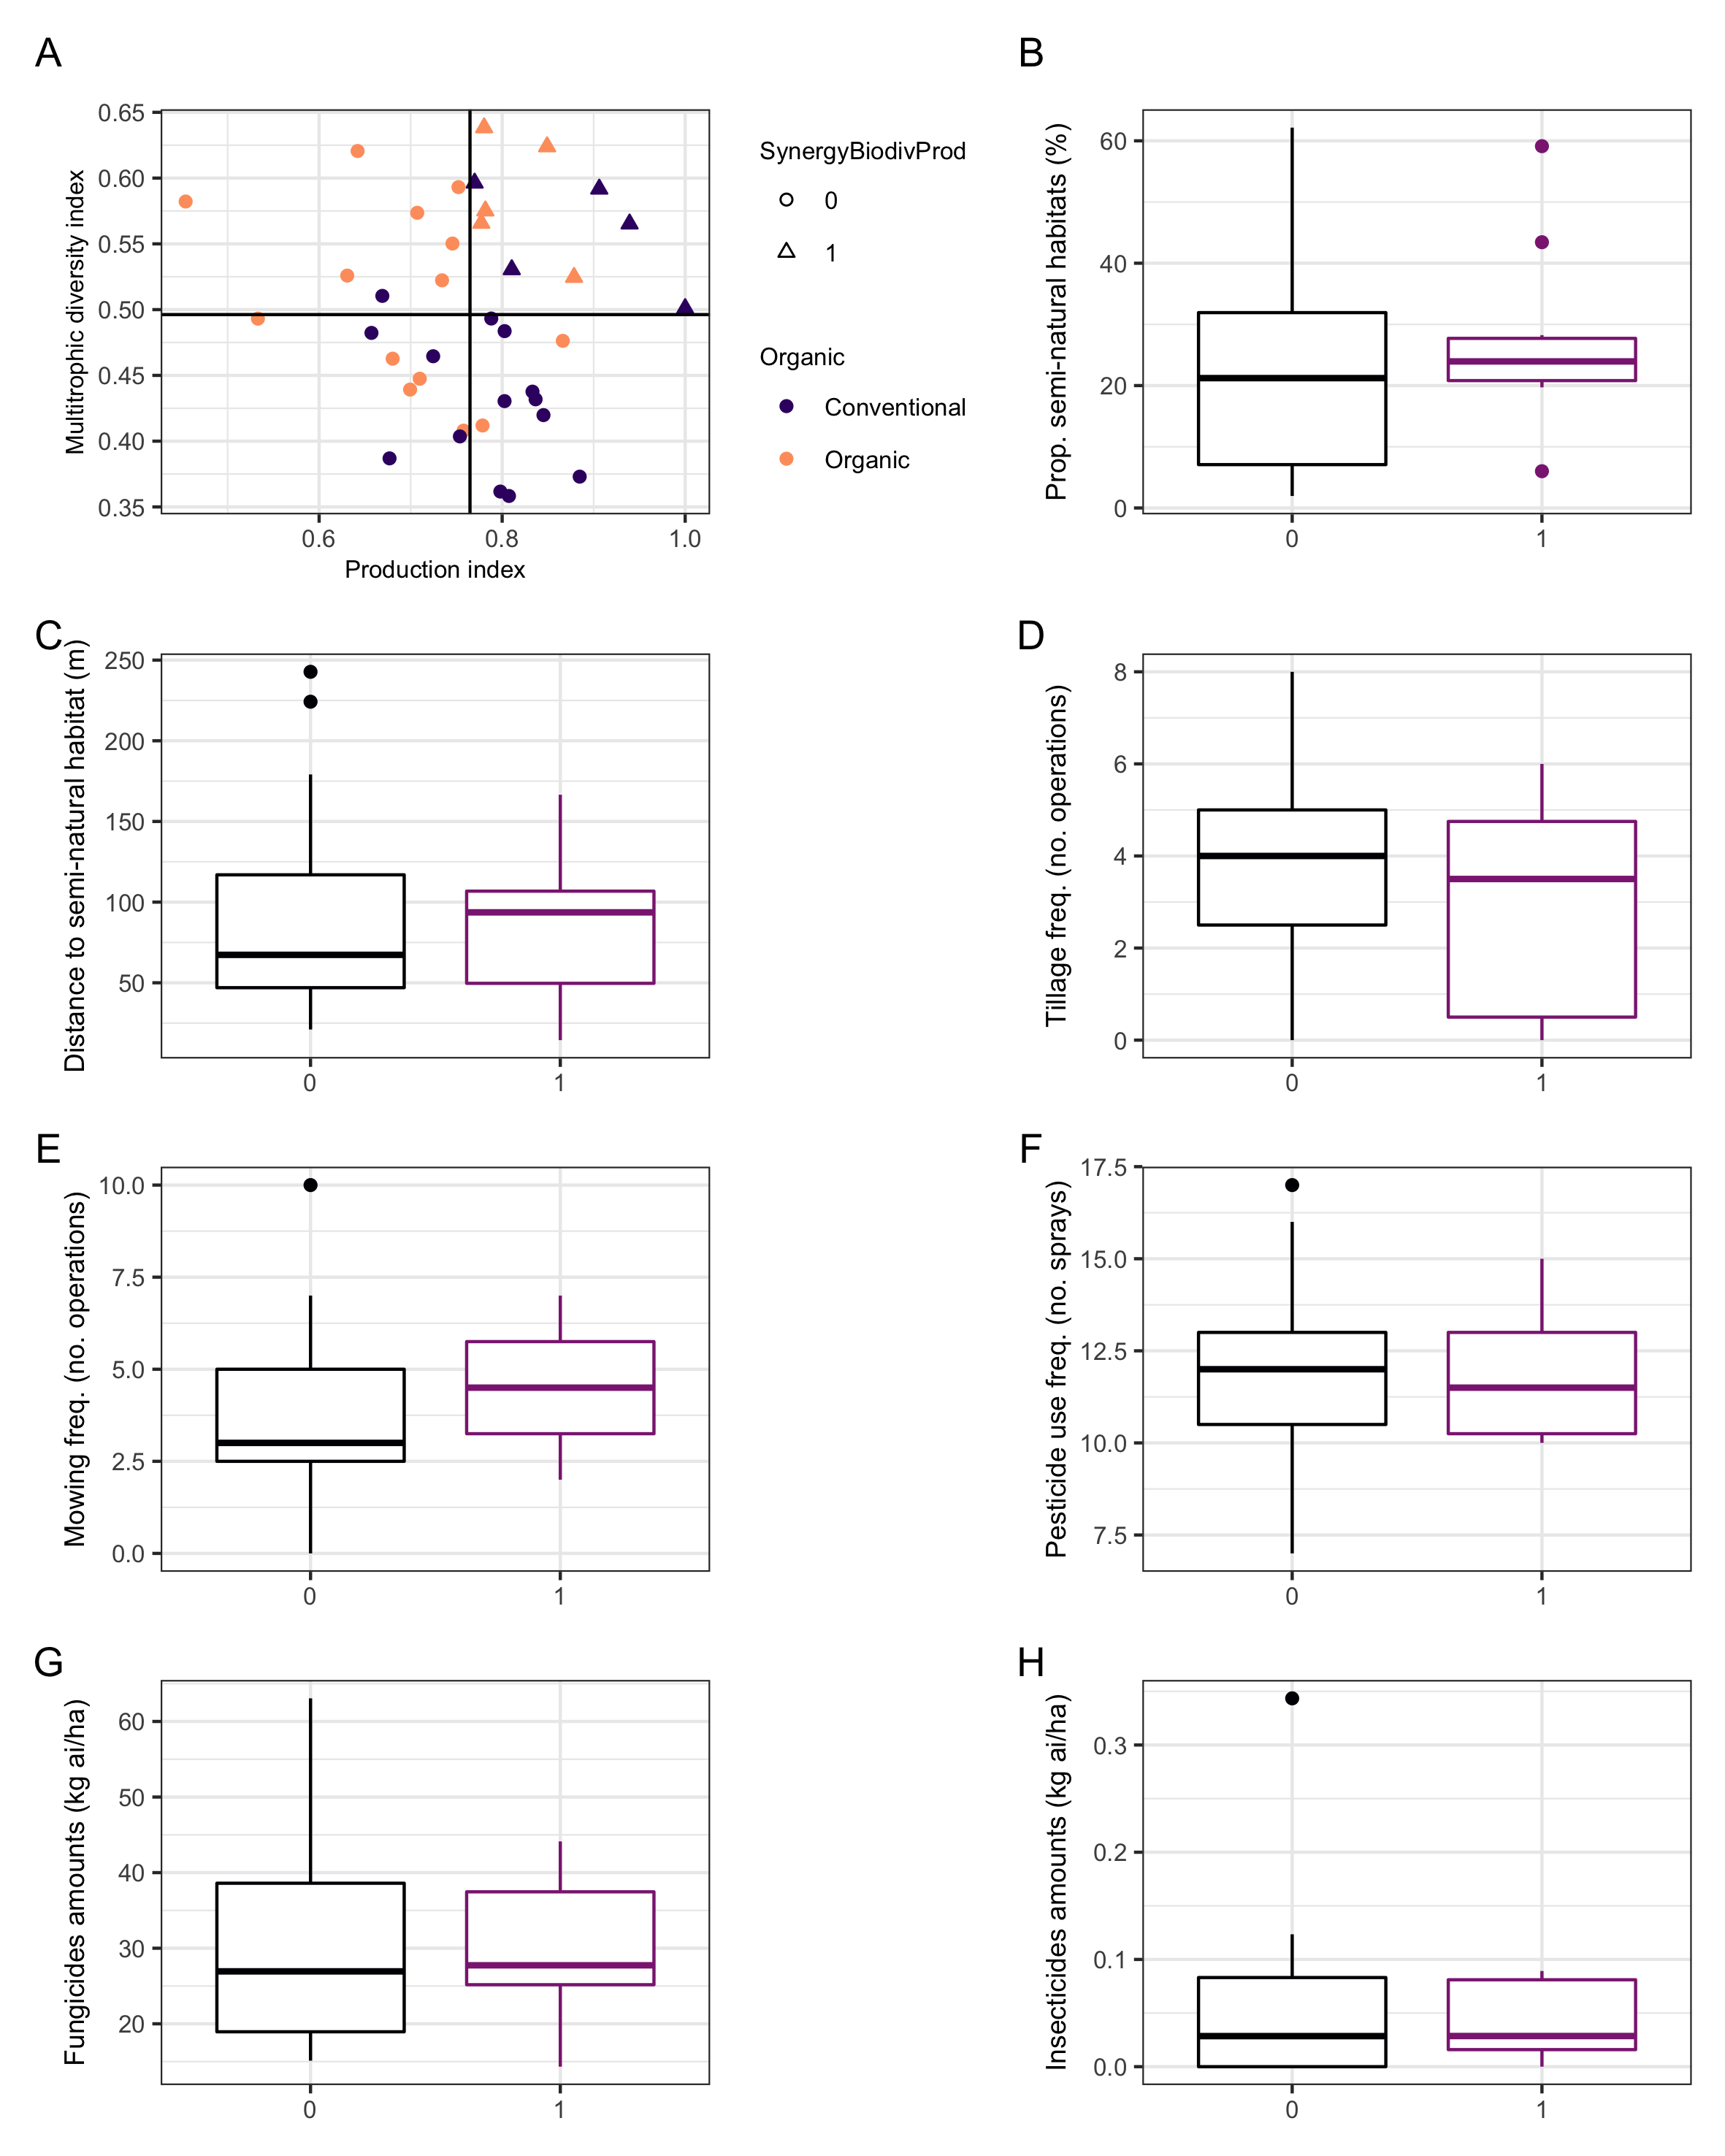 A
Multitrophic diversity index
0.65
0.60
0.55
0.50
0.45
0.40
0.35
0.6 0.8 1.0
Production index
SynergyBiodivProd
0
1
Organic
Conventional
Organic
B
Prop. semi-natural habitats (%)
60
40
20
0
0 1
C
Distance to semi-natural habitat (m)
250
200
150
100
50
0 1
D
Tillage freq. (no. operations)
8
6
4
2
0
0 1
E
Mowing freq. (no. operations)
10.0
7.5
5.0
2.5
0.0
0 1
F
Pesticide use freq. (no. sprays)
17.5
15.0
12.5
10.0
7.5
0 1
G
Fungicides amounts (kg ai/ha)
60
50
40
30
20
0 1
H
Insecticides amounts (kg ai/ha)
0.3
0.2
0.1
0.0
0 1